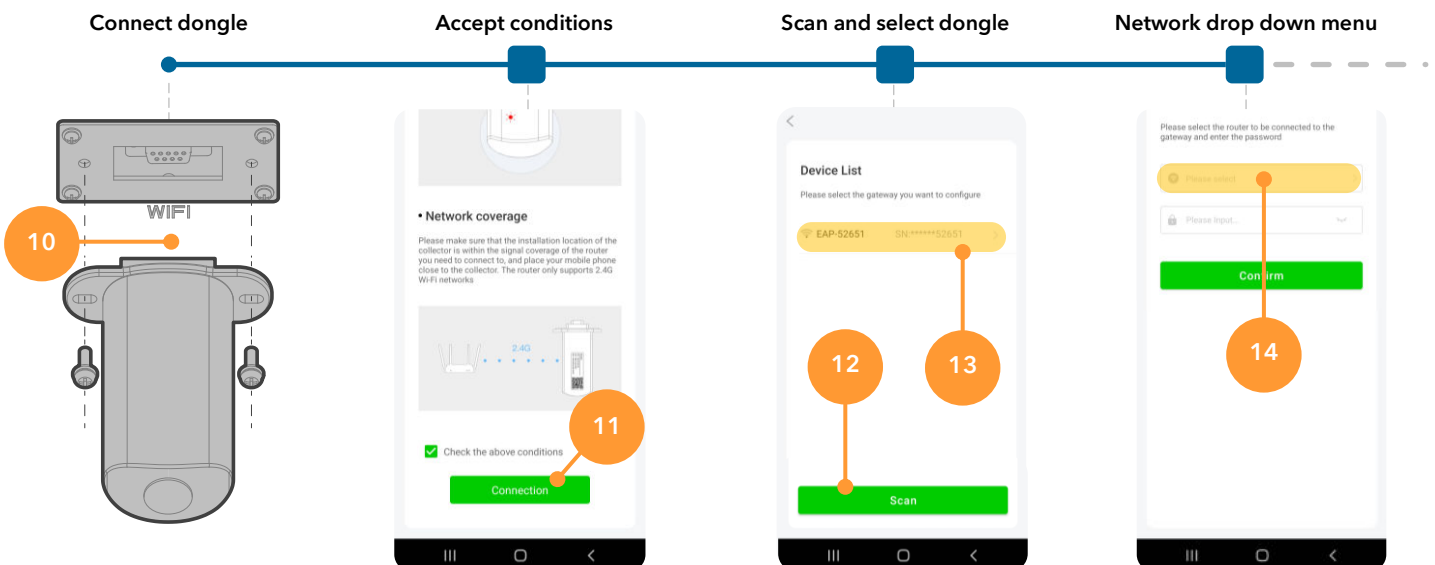 Connect dongle
Accept conditions
Scan and select dongle
Network drop down menu
WIFI
10
• Network coverage
Please make sure that the installation location of the
collector is within the signal coverage of the router
you need to connect to, and place your mobile phone
close to the collector. The router only supports 2.4G
Wi-Fi networks
2.4G
11
Check the above conditions
Connection
Device List
Please select the gateway you want to configure
EAP-52651 SN:******52651
12
13
Scan
Please select the router to be connected to the
gateway and enter the password
Please select
Please Input...
Confirm
14